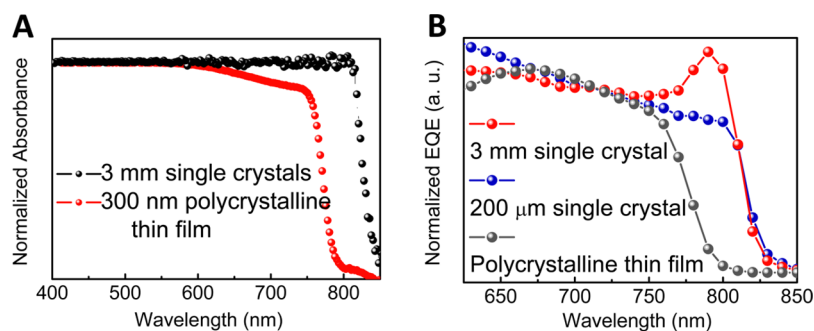 A
Normalized Absorbance
3 mm single crystals
300 nm polycrystalline
thin film
400 500 600 700 800
Wavelength (nm)
B
Normalized EQE (a. u.)
3 mm single crystal
200 μm single crystal
Polycrystalline thin film
650 700 750 800 850
Wavelength (nm)